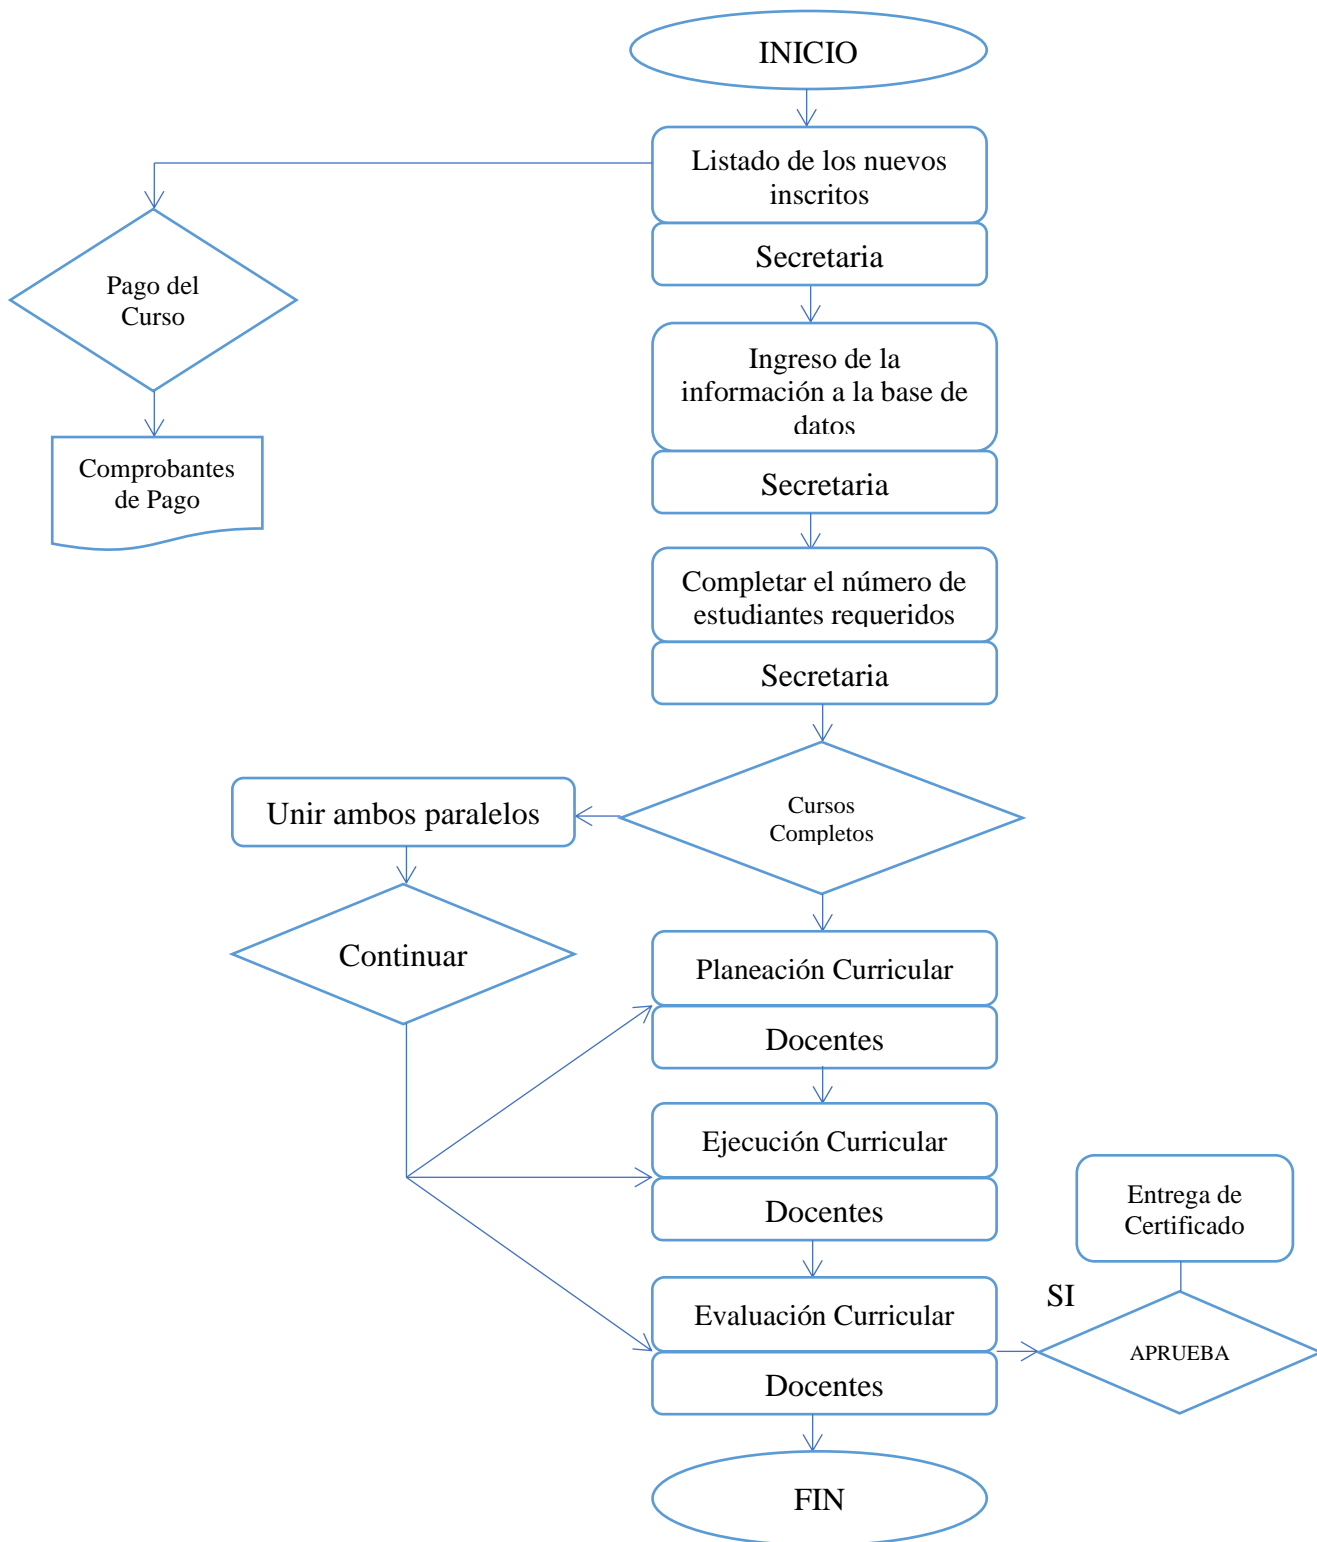 INICIO
Listado de los nuevos
inscritos
Secretaria
Pago del
Curso
Comprobantes
de Pago
Ingreso de la
información a la base de
datos
Secretaria
Completar el número de
estudiantes requeridos
Secretaria
Cursos
Completos
Unir ambos paralelos
Continuar
Planeación Curricular
Docentes
Ejecución Curricular
Docentes
Evaluación Curricular
Docentes
SI
APRUEBA
Entrega de
Certificado
FIN